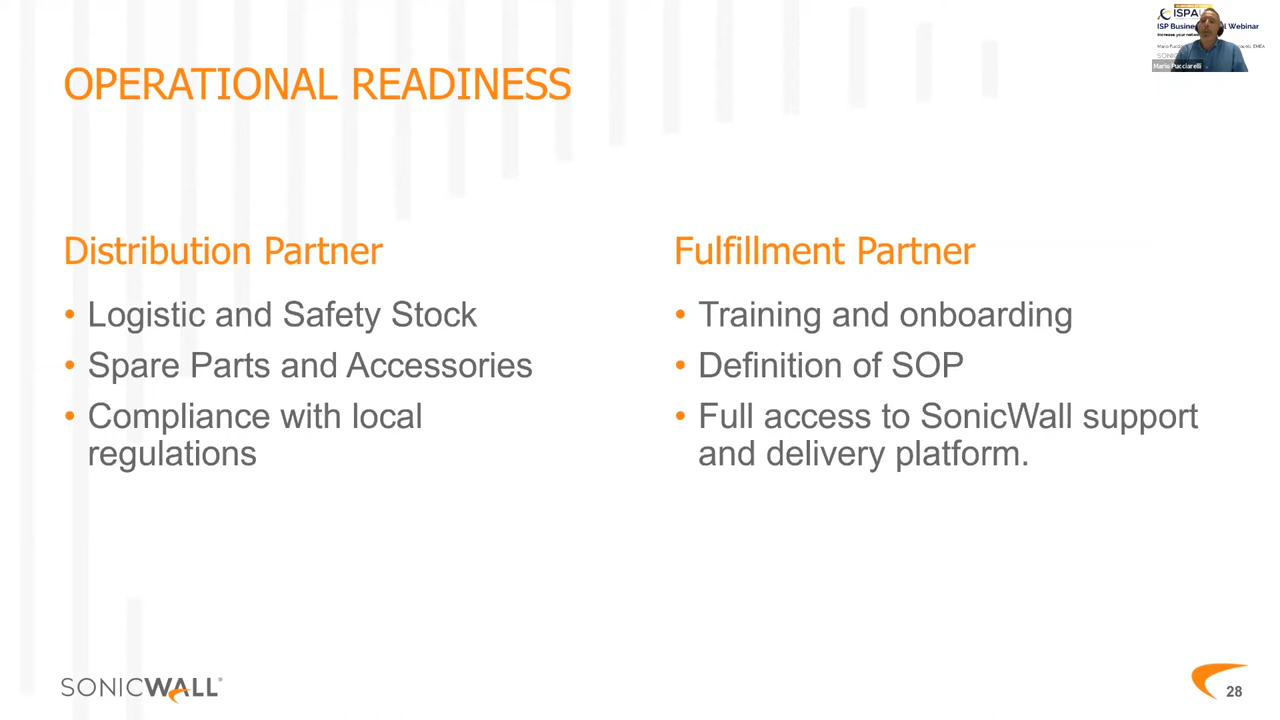 ISPA
ISP Business Webinar
Mario Pucciarelli
OPERATIONAL READINESS
Distribution Partner
• Logistic and Safety Stock
• Spare Parts and Accessories
• Compliance with local
regulations
Fulfillment Partner
• Training and onboarding
• Definition of SOP
• Full access to SonicWall support
and delivery platform.
SONICWALL
28